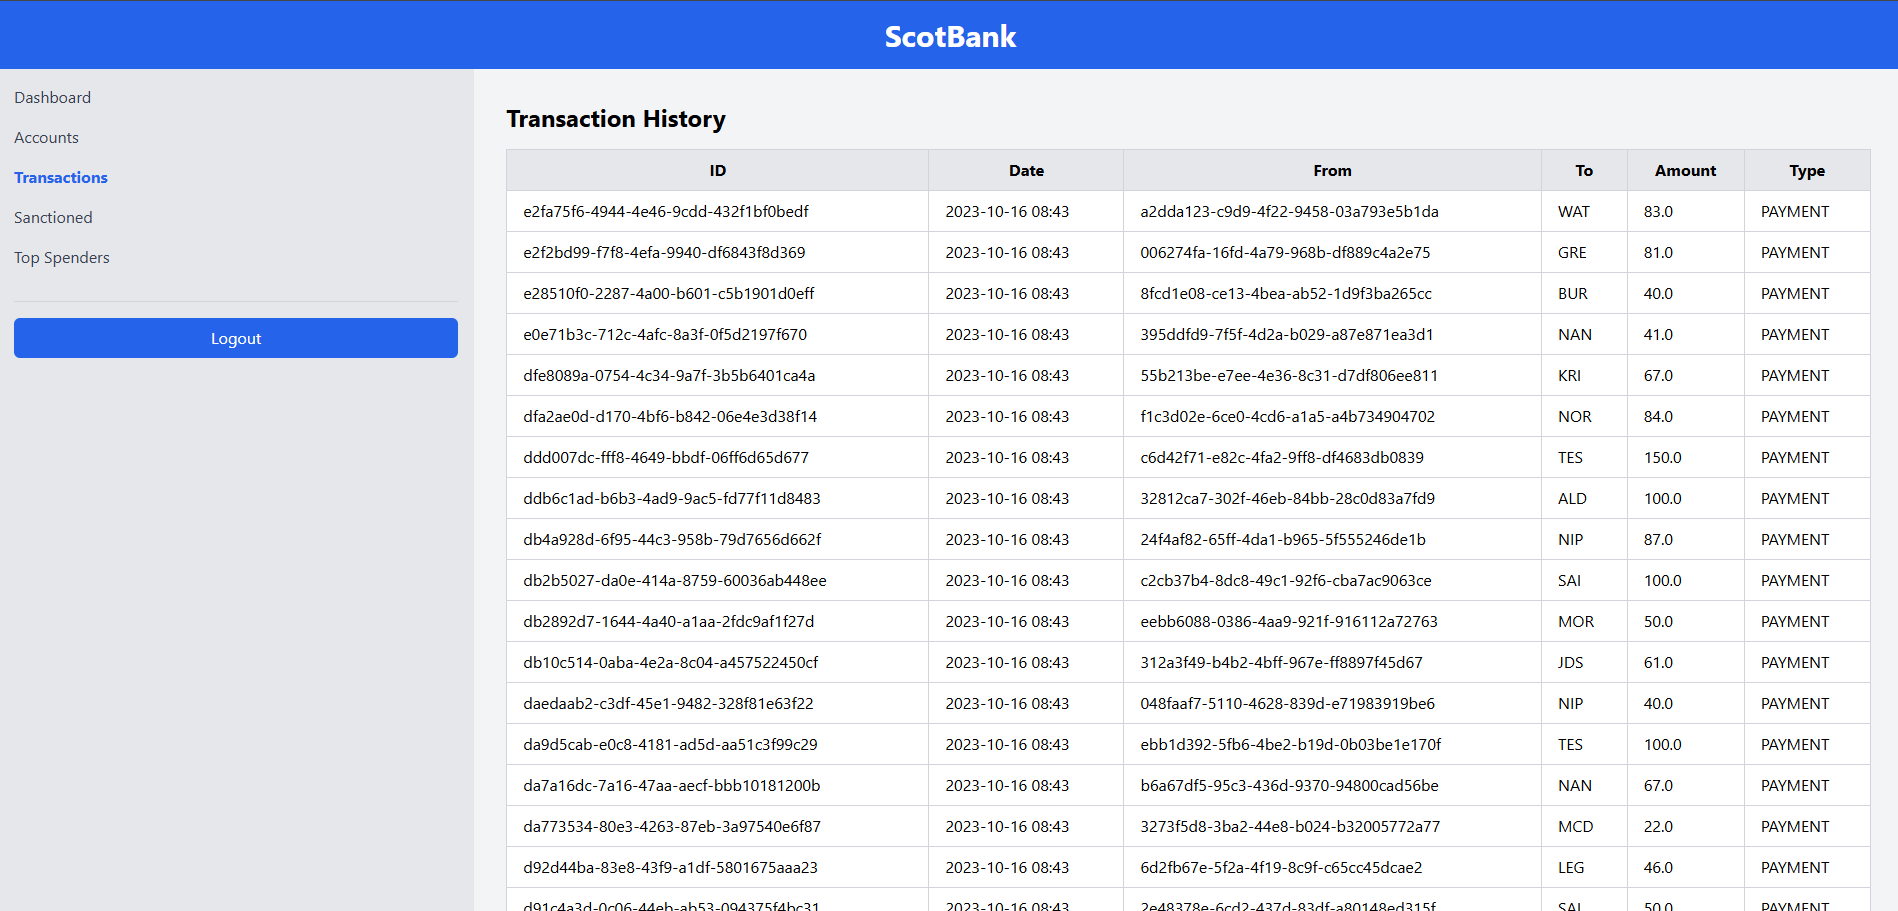 ScotBank
Dashboard
Accounts
Transactions
Sanctioned
Top Spenders
Logout
Transaction History
ID Date From To Amount Type
e2fa75f6-4944-4e46-9cdd-432f1bf0bedf 2023-10-16 08:43 a2dda123-c9d9-4f22-9458-03a793e5b1da WAT 83.0 PAYMENT
e2f2bd99-f7f8-4efa-9940-df6843f8d369 2023-10-16 08:43 006274fa-16fd-4a79-968b-df889c4a2e75 GRE 81.0 PAYMENT
e28510f0-2287-4a00-b601-c5b1901d0eff 2023-10-16 08:43 8fcd1e08-ce13-4bea-ab52-1d9f3ba265cc BUR 40.0 PAYMENT
e0e71b3c-712c-4afc-8a3f-0f5d2197f670 2023-10-16 08:43 395ddfd9-7f5f-4d2a-b029-a87e871ea3d1 NAN 41.0 PAYMENT
dfe8089a-0754-4c34-9a7f-3b5b6401ca4a 2023-10-16 08:43 55b213be-e7ee-4e36-8c31-d7df806ee811 KRI 67.0 PAYMENT
dfa2ae0d-d170-4bf6-b842-06e4e3d38f14 2023-10-16 08:43 f1c3d02e-6ce0-4cd6-a1a5-a4b734904702 NOR 84.0 PAYMENT
ddd007dc-fff8-4649-bbdf-06ff6d65d677 2023-10-16 08:43 c6d42f71-e82c-4fa2-9ff8-df4683db0839 TES 150.0 PAYMENT
ddb6c1ad-b6b3-4ad9-9ac5-fd77f11d8483 2023-10-16 08:43 32812ca7-302f-46eb-84bb-28c0d83a7fd9 ALD 100.0 PAYMENT
db4a928d-6f95-44c3-958b-79d7656d662f 2023-10-16 08:43 24f4af82-65ff-4da1-b965-5f555246de1b NIP 87.0 PAYMENT
db2b5027-da0e-414a-8759-60036ab448ee 2023-10-16 08:43 c2cb37b4-8dc8-49c1-92f6-cba7ac9063ce SAI 100.0 PAYMENT
db2892d7-1644-4a40-a1aa-2fdc9af1f27d 2023-10-16 08:43 eebb6088-0386-4aa9-921f-916112a72763 MOR 50.0 PAYMENT
db10c514-0aba-4e2a-8c04-a457522450cf 2023-10-16 08:43 312a3f49-b4b2-4bff-967e-ff8897f45d67 JDS 61.0 PAYMENT
daedaab2-c3df-45e1-9482-328f81e63f22 2023-10-16 08:43 048faaf7-5110-4628-839d-e71983919be6 NIP 40.0 PAYMENT
da9d5cab-e0c8-4181-ad5d-aa51c3f99c29 2023-10-16 08:43 ebb1d392-5fb6-4be2-b19d-0b03be1e170f TES 100.0 PAYMENT
da7a16dc-7a16-47aa-aecf-bbb10181200b 2023-10-16 08:43 b6a67df5-95c3-436d-9370-94800cad56be NAN 67.0 PAYMENT
da773534-80e3-4263-87eb-3a97540e6f87 2023-10-16 08:43 3273f5d8-3ba2-44e8-b024-b32005772a77 MCD 22.0 PAYMENT
d92d44ba-83e8-43f9-a1df-5801675aaa23 2023-10-16 08:43 6d2fb67e-5f2a-4f19-8c9f-c65cc45dcae2 LEG 46.0 PAYMENT
d91c4a3d-0c06-44eb-ab53-094375f4bc31 2023-10-16 08:43 2e48378e-6cd2-437d-83df-a80148ed315f SAI 50.0 PAYMENT